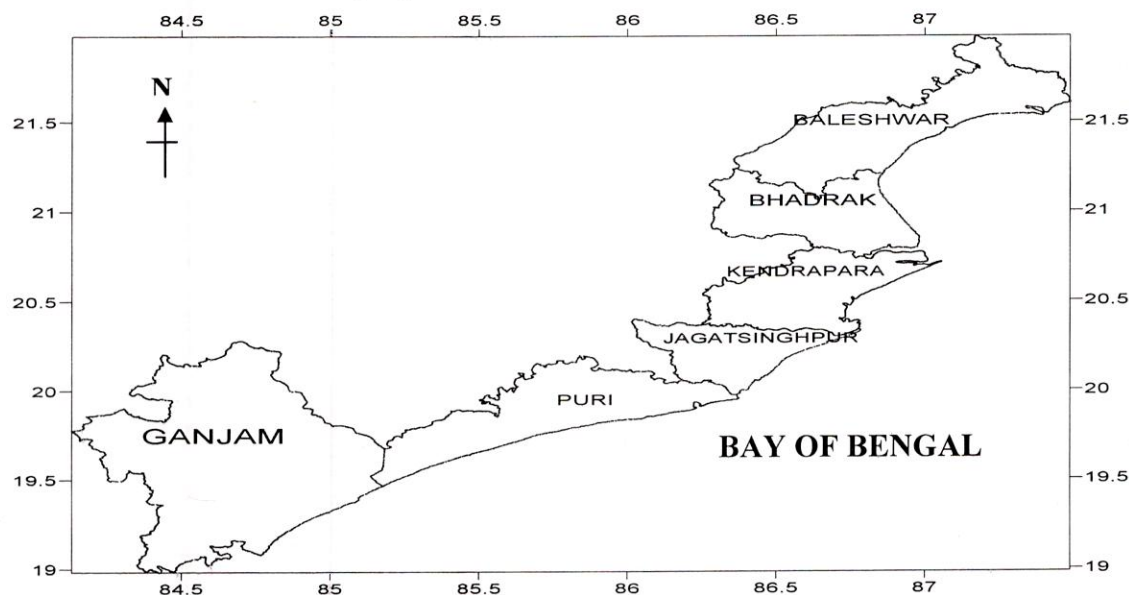 84.5 85 85.5 86 86.5 87
N
21.5 21.5
BALESHWAR
21 21
BHADRAK
KENDRAPARA
20.5 20.5
JAGATSINGHPUR
20 20
PURI
GANJAM
BAY OF BENGAL
19.5 19.5
19 19
84.5 85 85.5 86 86.5 87